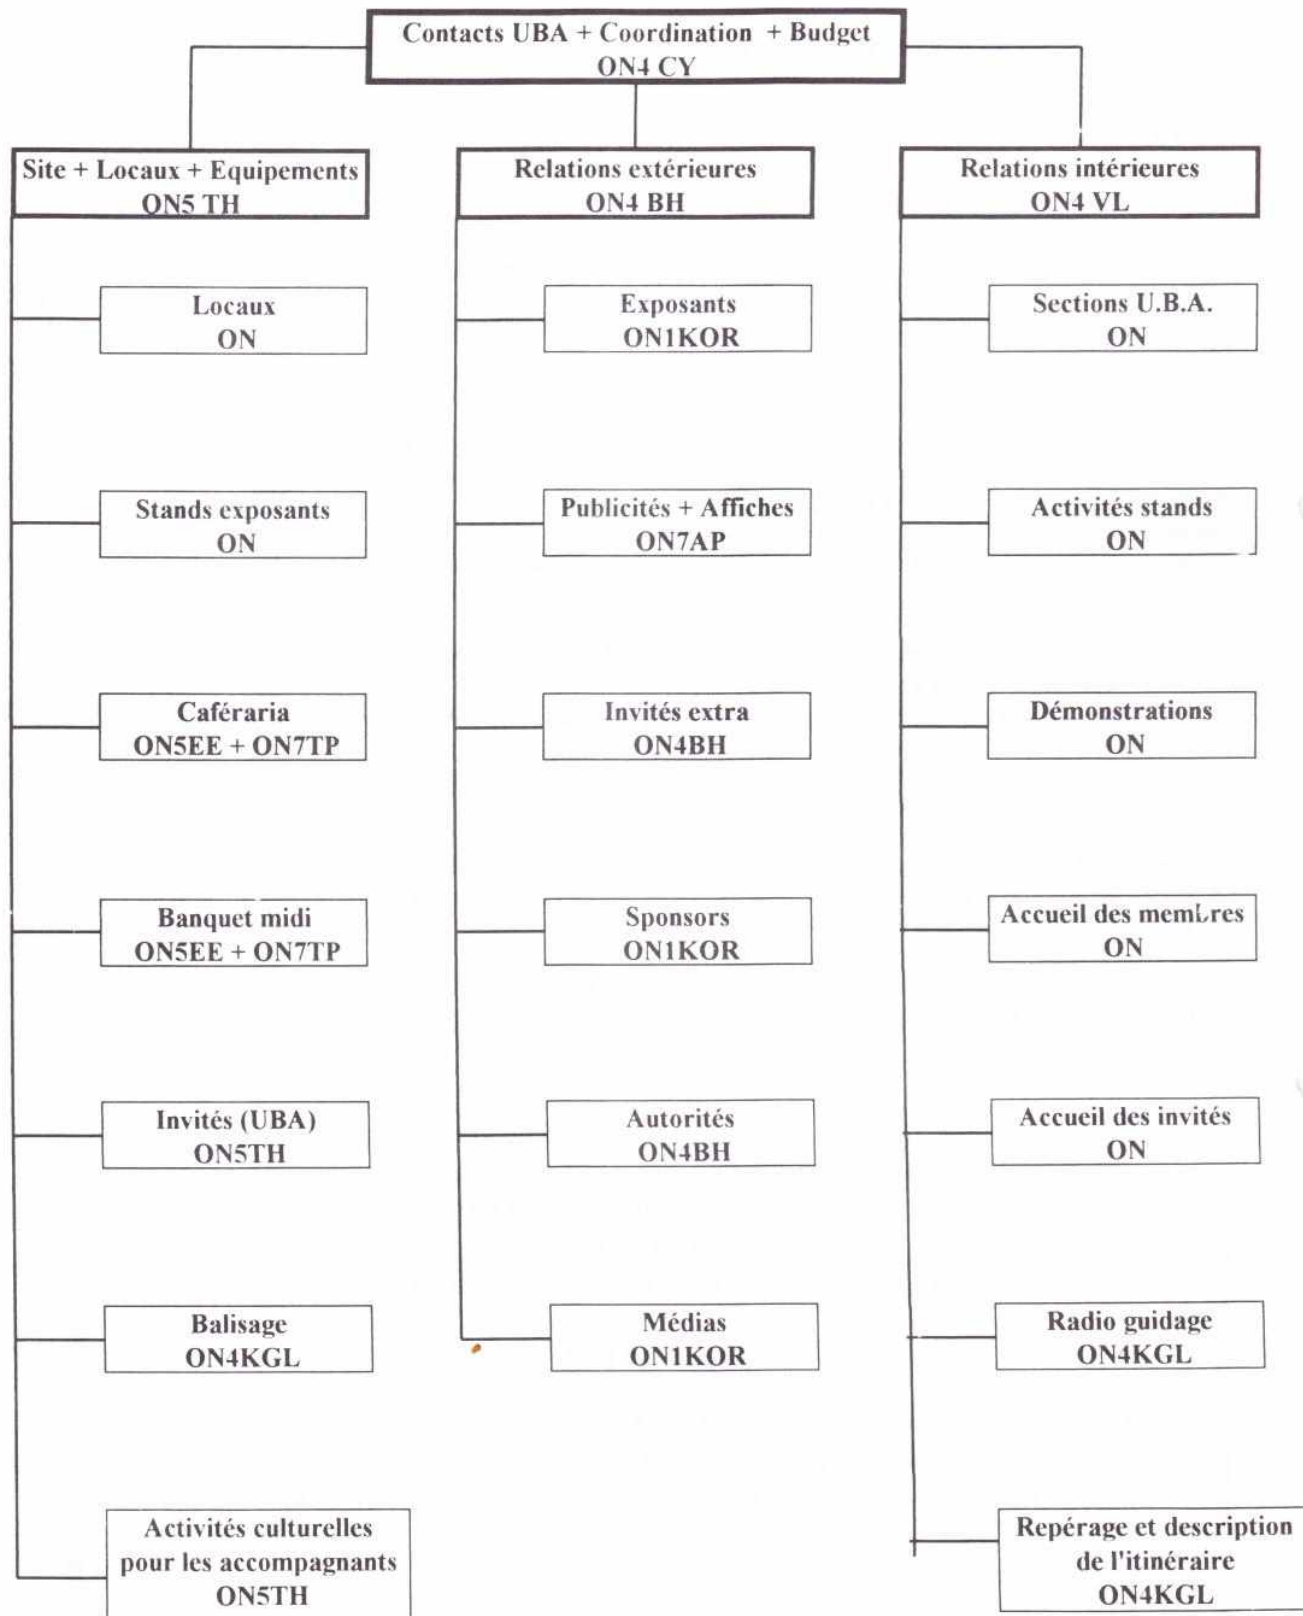 Contacts UBA + Coordination + Budget
ON4 CY
Site + Locaux + Equipements
ON5 TH
Relations extérieures
ON4 BH
Relations intérieures
ON4 VL
Locaux
ON
Exposants
ON1KOR
Sections U.B.A.
ON
Stands exposants
ON
Publicités + Affiches
ON7AP
Activités stands
ON
Caféraria
ON5EE + ON7TP
Invités extra
ON4BH
Démonstrations
ON
Banquet midi
ON5EE + ON7TP
Sponsors
ON1KOR
Accueil des membres
ON
Invités (UBA)
ON5TH
Autorités
ON4BH
Accueil des invités
ON
Balisage
ON4KGL
Médias
ON1KOR
Radio guidage
ON4KGL
Activités culturelles
pour les accompagnants
ON5TH
Repérage et description
de l'itinéraire
ON4KGL